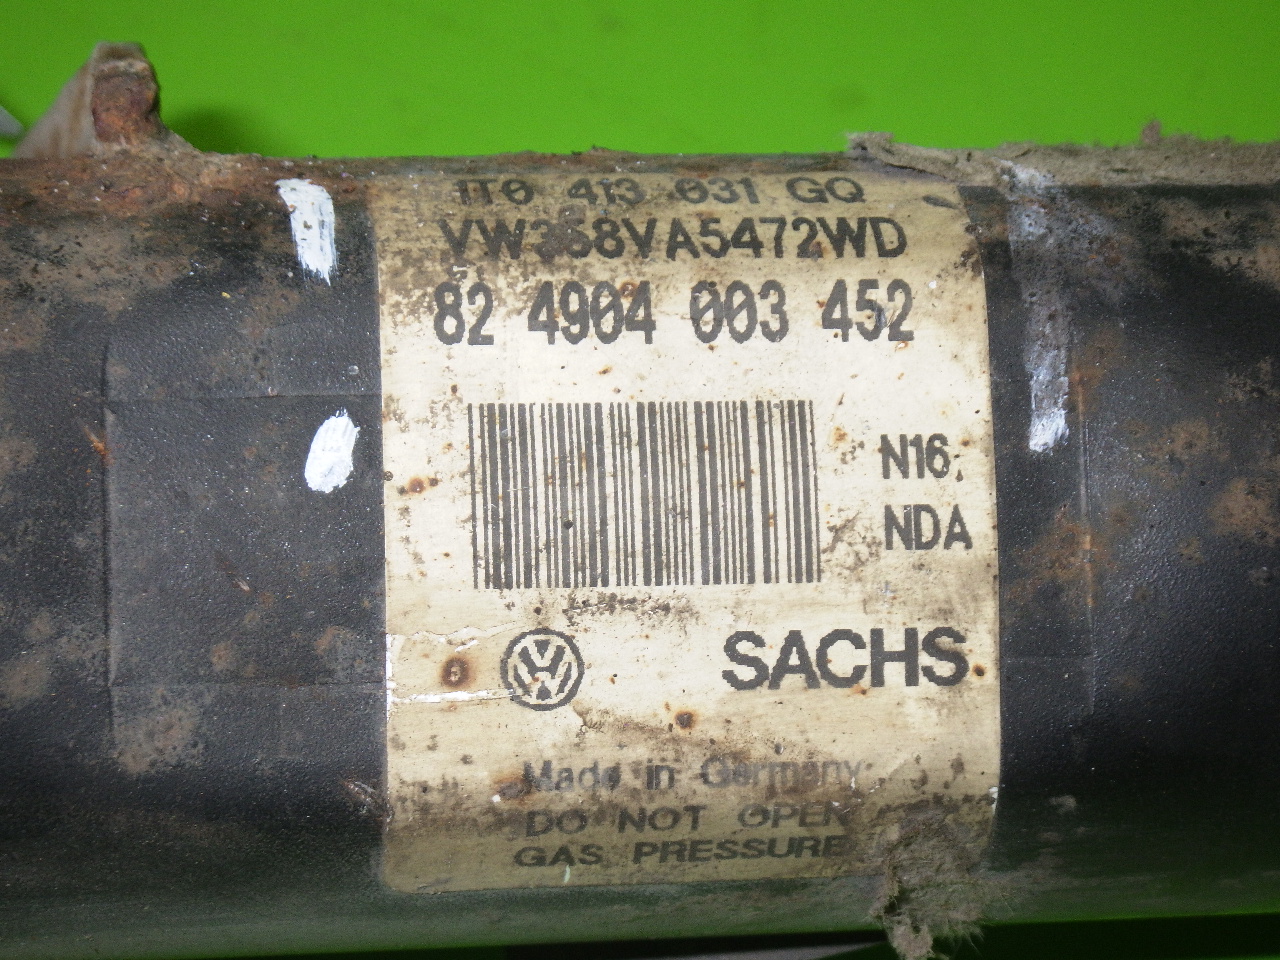 1T0 413 031 GQ
VW368VA5472WD
82 4904 003 452
N16
NDA
SACHS
Made in Germany
DO NOT OPEN
GAS PRESSURE